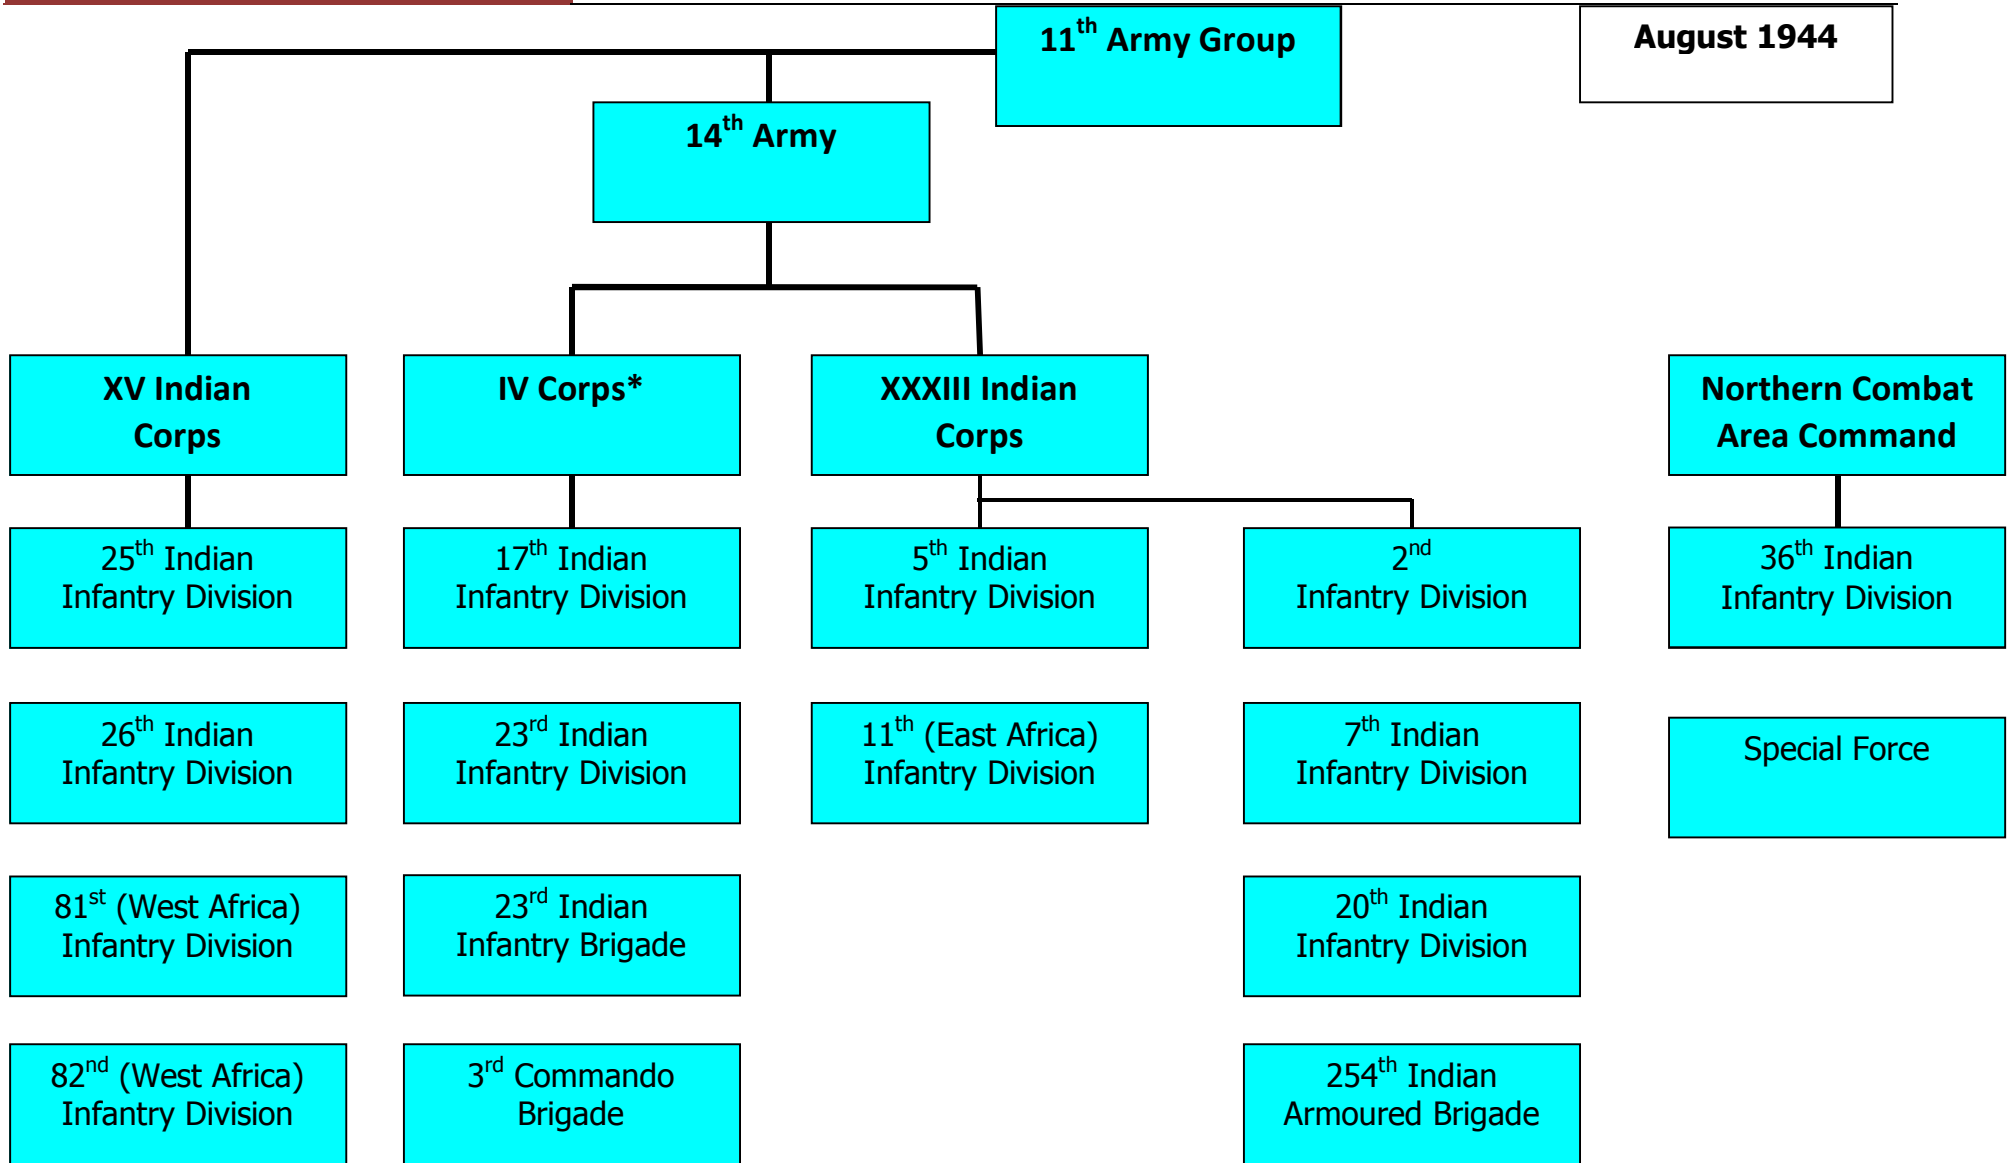 11th Army Group
August 1944
14th Army
XV Indian
Corps
IV Corps*
XXXIII Indian
Corps
Northern Combat
Area Command
25th Indian
Infantry Division
17th Indian
Infantry Division
5th Indian
Infantry Division
2nd
Infantry Division
36th Indian
Infantry Division
26th Indian
Infantry Division
23rd Indian
Infantry Division
11th (East Africa)
Infantry Division
7th Indian
Infantry Division
Special Force
81st (West Africa)
Infantry Division
23rd Indian
Infantry Brigade
20th Indian
Infantry Division
82nd (West Africa)
Infantry Division
3rd Commando
Brigade
254th Indian
Armoured Brigade